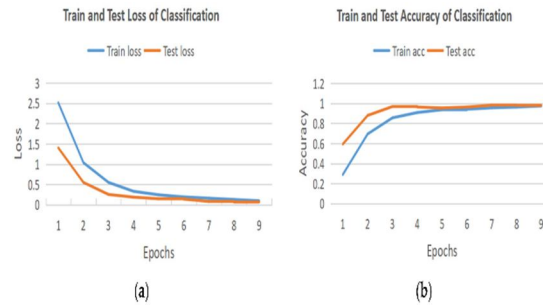 Train and Test Loss of Classification
Train loss Test loss
3
2.5
2
1.5
1
0.5
0
Loss
1 2 3 4 5 6 7 8 9
Epochs
(a)
Train and Test Accuracy of Classification
Train acc Test acc
1.2
1
0.8
0.6
0.4
0.2
0
Accuracy
1 2 3 4 5 6 7 8 9
Epochs
(b)